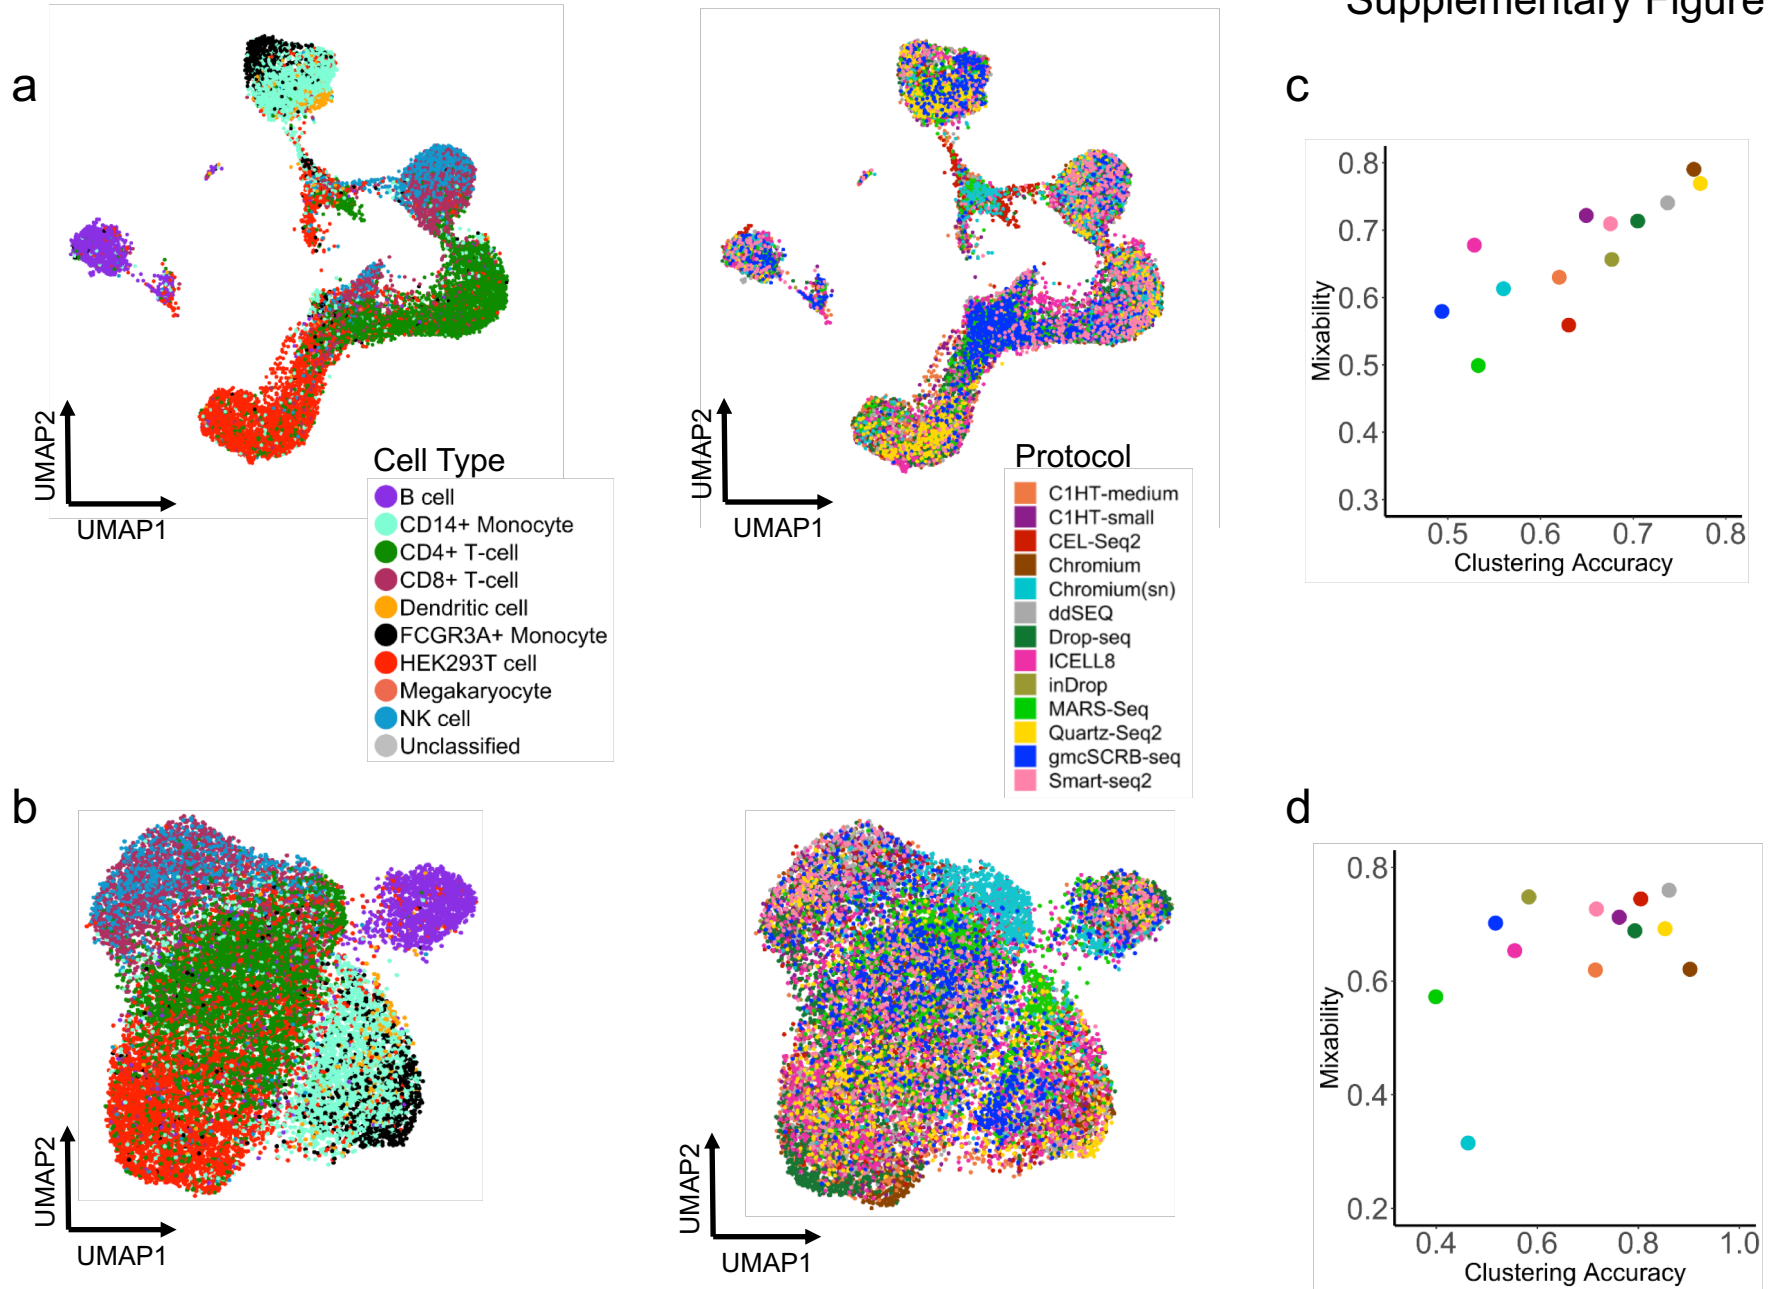 Supplementary Figure
a
UMAP2
UMAP1
Cell Type
B cell
CD14+ Monocyte
CD4+ T-cell
CD8+ T-cell
Dendritic cell
FCGR3A+ Monocyte
HEK293T cell
Megakaryocyte
NK cell
Unclassified
UMAP2
UMAP1
Protocol
C1HT-medium
C1HT-small
CEL-Seq2
Chromium
Chromium(sn)
ddSEQ
Drop-seq
ICELL8
inDrop
MARS-Seq
Quartz-Seq2
gmcSCRB-seq
Smart-seq2
c
Mixability
0.8
0.7
0.6
0.5
0.4
0.3
0.5 0.6 0.7 0.8
Clustering Accuracy
b
UMAP2
UMAP1
UMAP2
UMAP1
d
Mixability
0.8
0.6
0.4
0.2
0.4 0.6 0.8 1.0
Clustering Accuracy